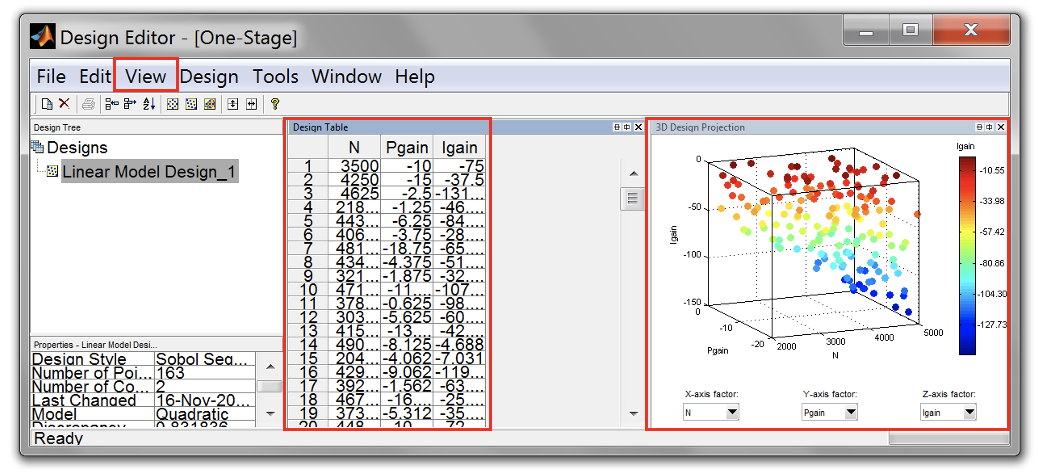 Design Editor - [One-Stage]
File Edit View Design Tools Window Help
Design Tree
Designs
Linear Model Design_1
Properties - Linear Model Desi...
Design Style Sobol Seq...
Number of Poi... 163
Number of Co... 2
Last Changed 16-Nov-20...
Model Quadratic
Discrepancy 0.831836
Ready
Design Table
N Pgain Igain
1 3500 -10 -75
2 4250 -15 -37.5
3 4625 -2.5 -131...
4 218... -1.25 -46...
5 443... -6.25 -84...
6 406... -3.75 -28...
7 481... -18.75 -65...
8 434... -4.375 -51....
9 321... -1.875 -32...
10 471... -11... -107...
11 378... -0.625 -98...
12 303... -5.625 -60...
13 415... -13... -42...
14 490... -8.125 -4.688
15 204... -4.062 -7.031
16 429... -9.062 -119...
17 392... -1.562 -63...
18 467... -16.... -25....
19 373... -5.312 -35....
3D Design Projection
Igain
0
-50
-100
-150
Igain
0
-10
-20
Pgain
2000
3000
4000
5000
N
-10.55
-33.98
-57.42
-80.86
-104.30
-127.73
X-axis factor: Y-axis factor: Z-axis factor:
N Pgain Igain